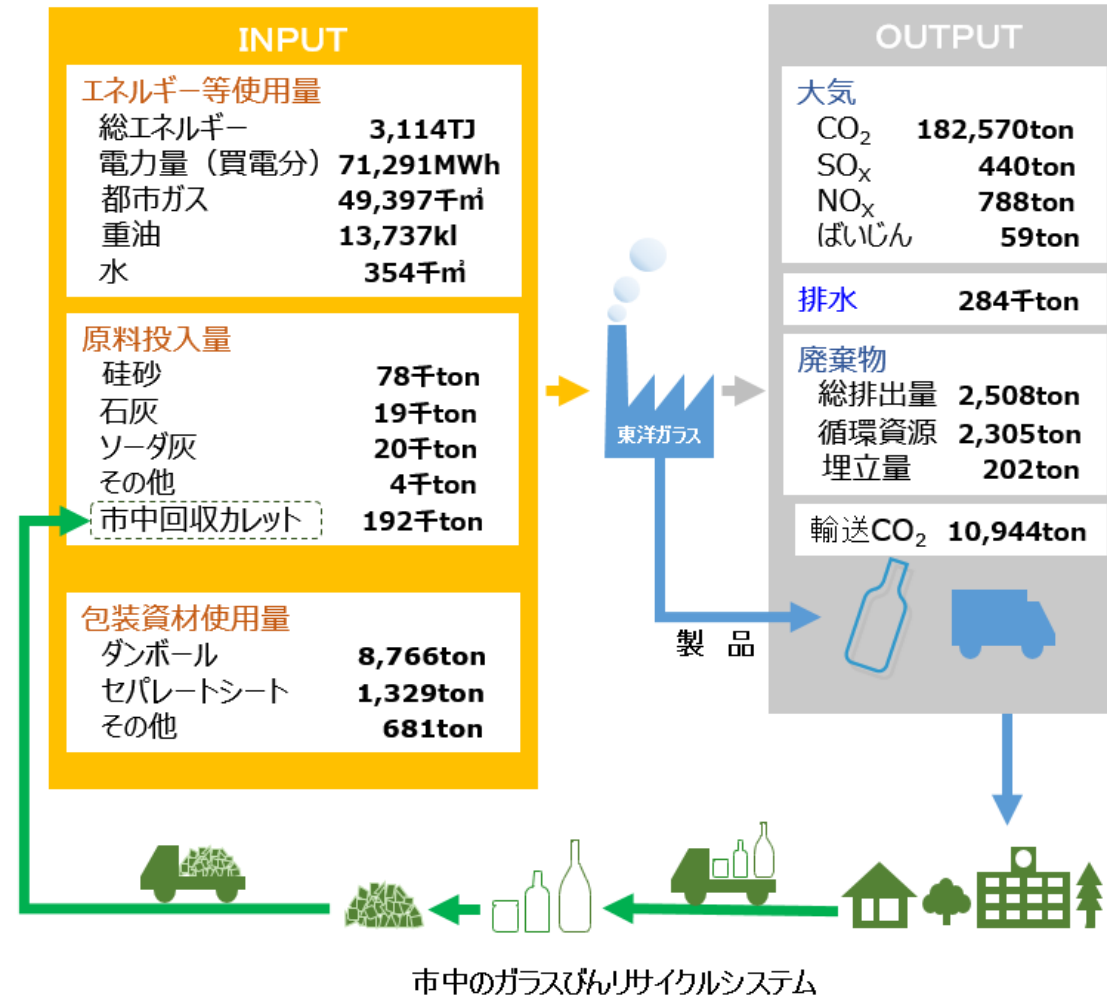 INPUT
エネルギー等使用量
総エネルギー 3,114TJ
電力量（買電分） 71,291MWh
都市ガス 49,397千㎥
重油 13,737kl
水 354千㎥
原料投入量
硅砂 78千ton
石灰 19千ton
ソーダ灰 20千ton
その他 4千ton
市中回収カレット 192千ton
包装資材使用量
ダンボール 8,766ton
セパレートシート 1,329ton
その他 681ton
東洋ガラス
製 品
OUTPUT
大気
CO₂ 182,570ton
SOX 440ton
NOX 788ton
ばいじん 59ton
排水 284千ton
廃棄物
総排出量 2,508ton
循環資源 2,305ton
埋立量 202ton
輸送CO₂ 10,944ton
市中のガラスびんリサイクルシステム